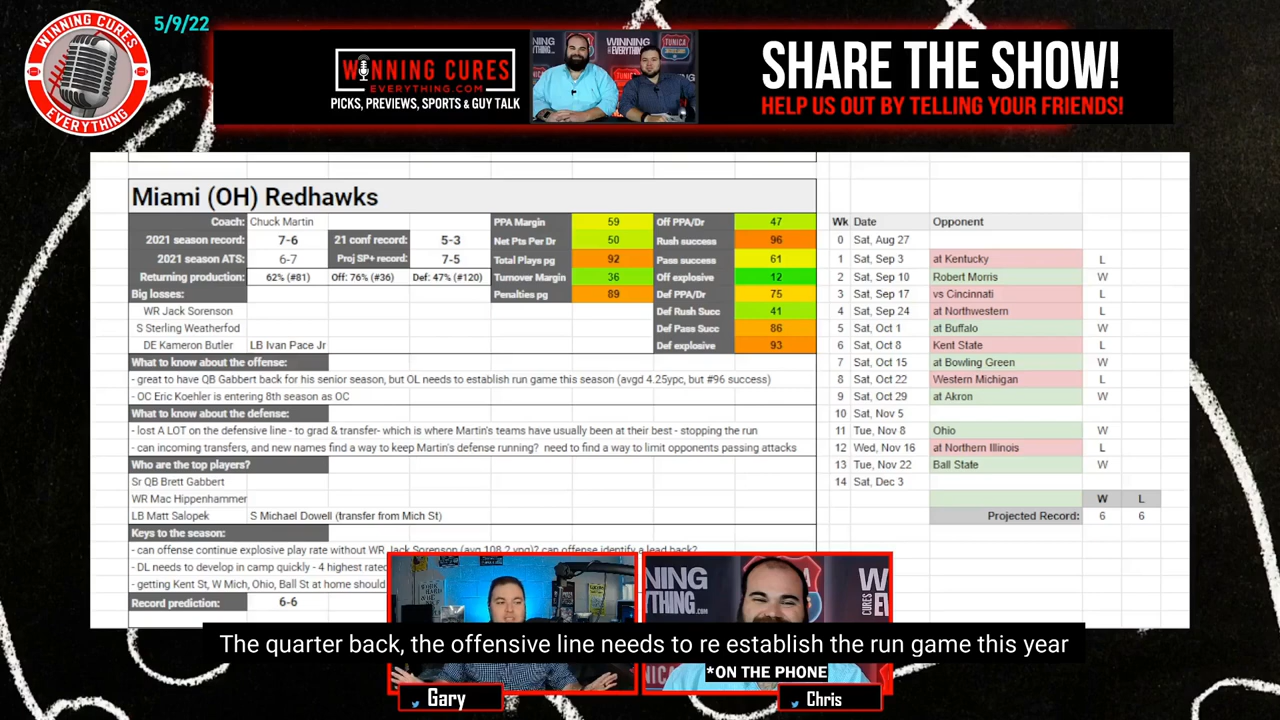 5/9/22
WINNING CURES
EVERYTHING
WINNING CURES
EVERYTHING.COM
PICKS, PREVIEWS, SPORTS & GUY TALK
SHARE THE SHOW!
HELP US OUT BY TELLING YOUR FRIENDS!
Miami (OH) Redhawks
Coach: Chuck Martin
2021 season record: 7-6 21 conf record: 5-3
2021 season ATS: 6-7 Proj SP+ record: 7-5
Returning production: 62% (#81) Off: 76% (#36) Def: 47% (#120)
Big losses:
WR Jack Sorenson
S Sterling Weatherfod
DE Kameron Butler LB Ivan Pace Jr
PPA Margin 59 Off PPA/Dr 47
Net Pts Per Dr 50 Rush success 96
Total Plays pg 92 Pass success 61
Turnover Margin 36 Off explosive 12
Penalties pg 89 Def PPA/Dr 75
Def Rush Succ 41
Def Pass Succ 86
Def explosive 93
What to know about the offense:
- great to have QB Gabbert back for his senior season, but OL needs to establish run game this season (avgd 4.25ypc, but #96 success)
- OC Eric Koehler is entering 8th season as OC
What to know about the defense:
- lost A LOT on the defensive line - to grad & transfer- which is where Martin's teams have usually been at their best - stopping the run
- can incoming transfers, and new names find a way to keep Martin's defense running? need to find a way to limit opponents passing attacks
Who are the top players?
Sr QB Brett Gabbert
WR Mac Hippenhammer
LB Matt Salopek S Michael Dowell (transfer from Mich St)
Keys to the season:
- can offense continue explosive play rate without WR Jack Sorenson (avg 108.2 ypg)? can offense identify a lead back?
- DL needs to develop in camp quickly - 4 highest rated
- getting Kent St, W Mich, Ohio, Ball St at home should
Record prediction: 6-6
Wk Date Opponent
0 Sat, Aug 27
1 Sat, Sep 3 at Kentucky L
2 Sat, Sep 10 Robert Morris W
3 Sat, Sep 17 vs Cincinnati L
4 Sat, Sep 24 at Northwestern L
5 Sat, Oct 1 at Buffalo W
6 Sat, Oct 8 Kent State L
7 Sat, Oct 15 at Bowling Green W
8 Sat, Oct 22 Western Michigan L
9 Sat, Oct 29 at Akron W
10 Sat, Nov 5
11 Tue, Nov 8 Ohio W
12 Wed, Nov 16 at Northern Illinois L
13 Tue, Nov 22 Ball State W
14 Sat, Dec 3
W L
Projected Record: 6 6
The quarter back, the offensive line needs to re establish the run game this year
*ON THE PHONE
Gary
Chris